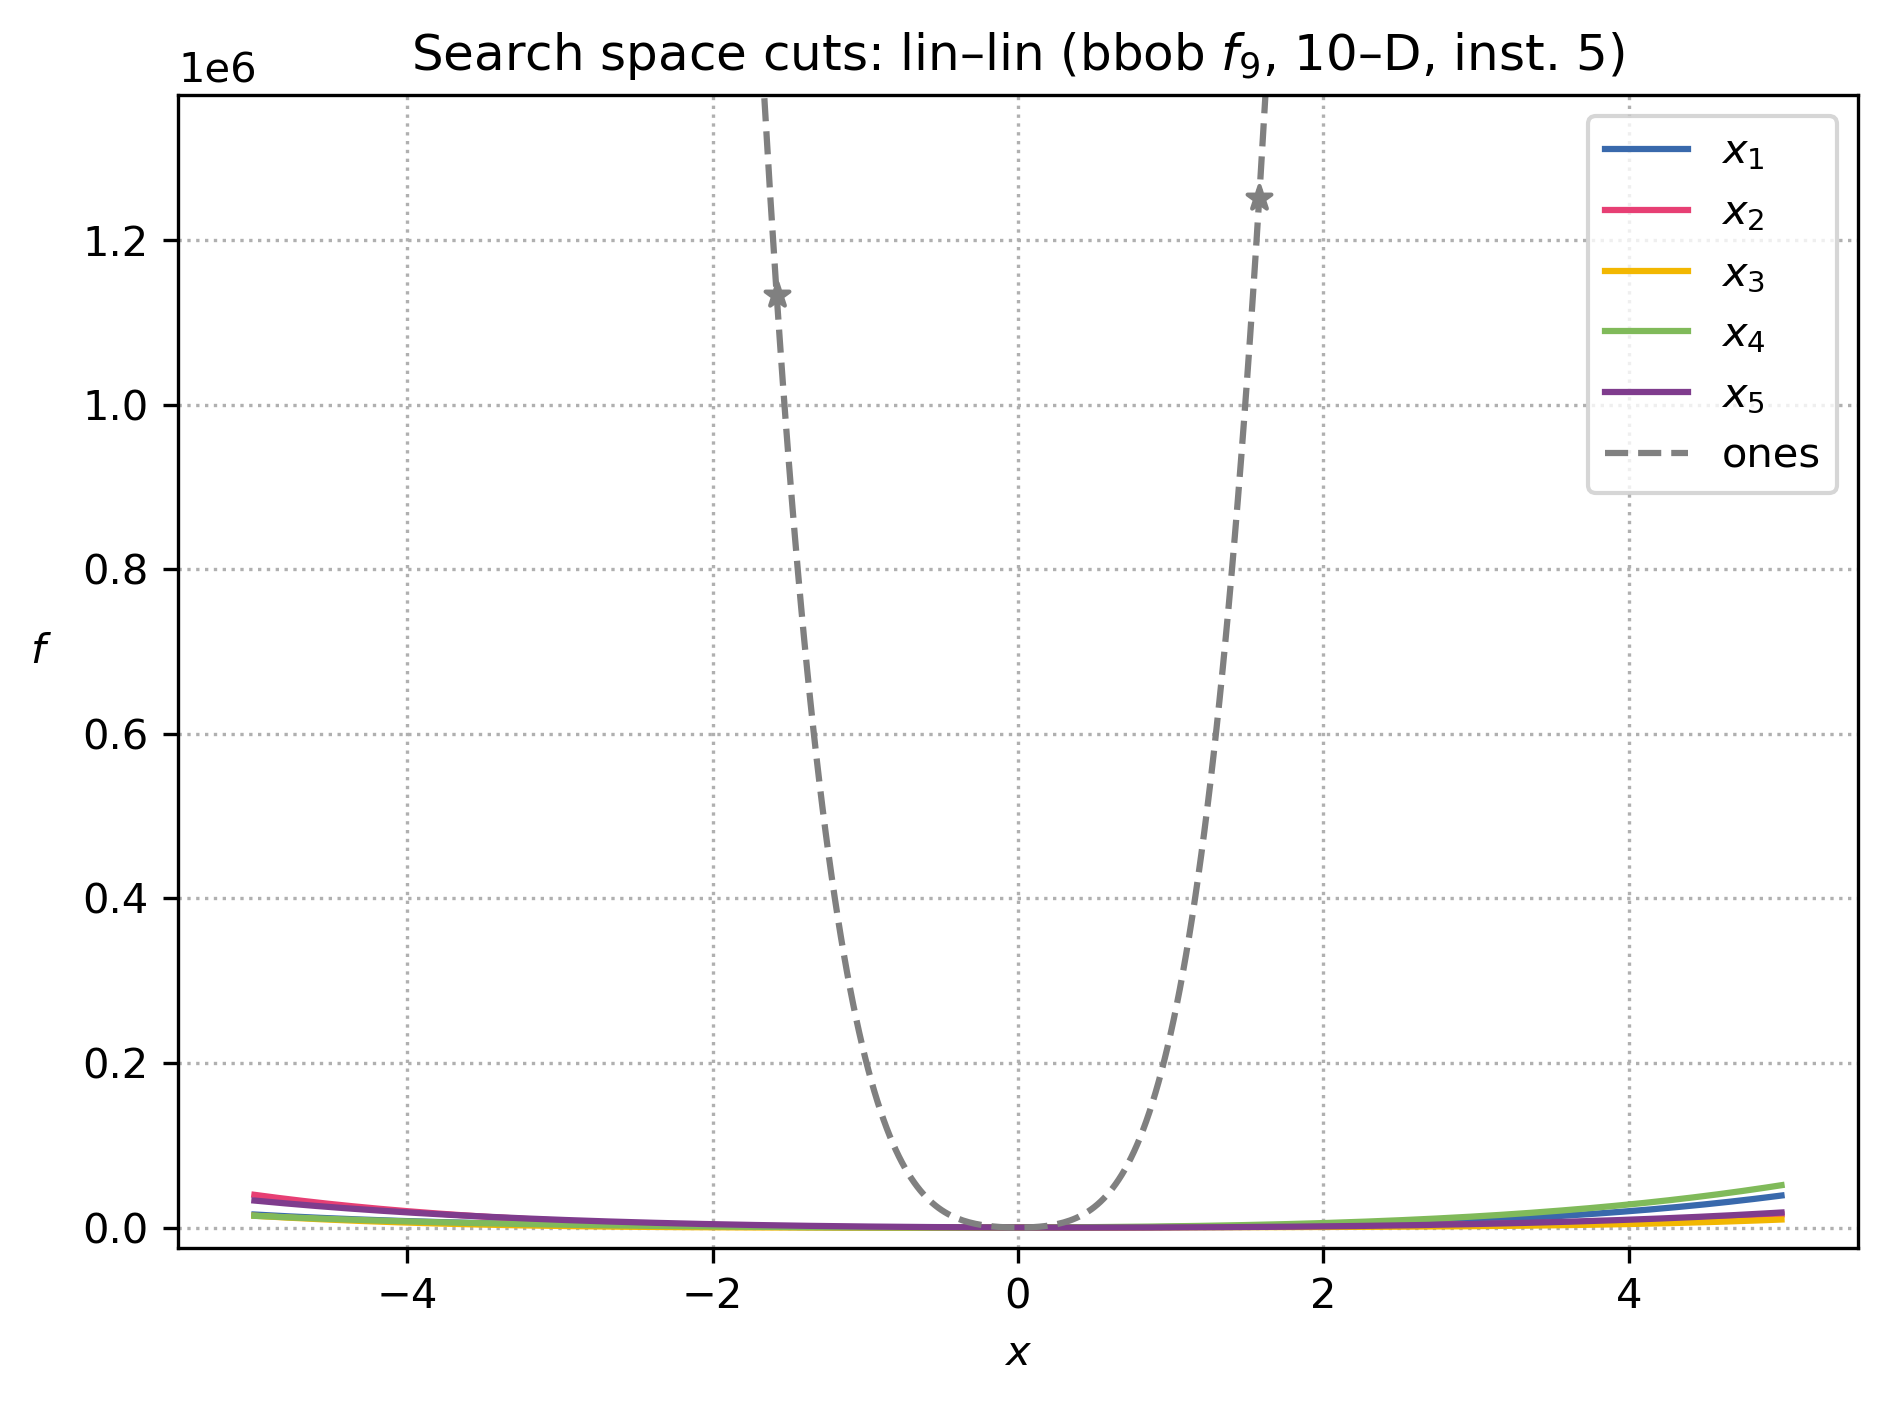 Search space cuts: lin–lin (bbob f₉, 10–D, inst. 5)
1e6
x₁
x₂
x₃
x₄
x₅
ones
1.2
1.0
0.8
0.6
f
0.4
0.2
0.0
−4 −2 0 2 4
x